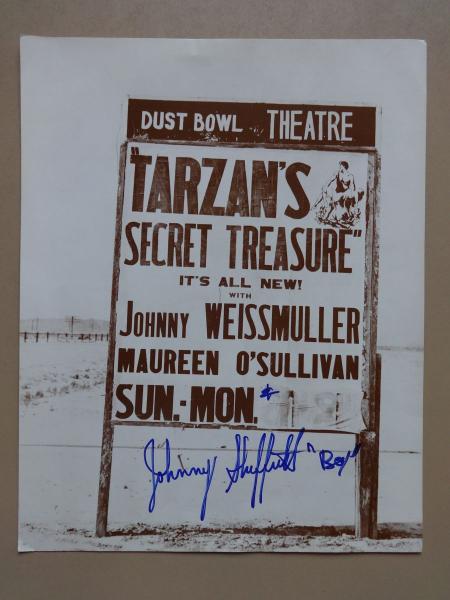 DUST BOWL THEATRE
"TARZAN'S
SECRET TREASURE"
IT'S ALL NEW!
WITH
JOHNNY WEISSMULLER
MAUREEN O'SULLIVAN
SUN.-MON.
Johnny Sheffield "Boy"